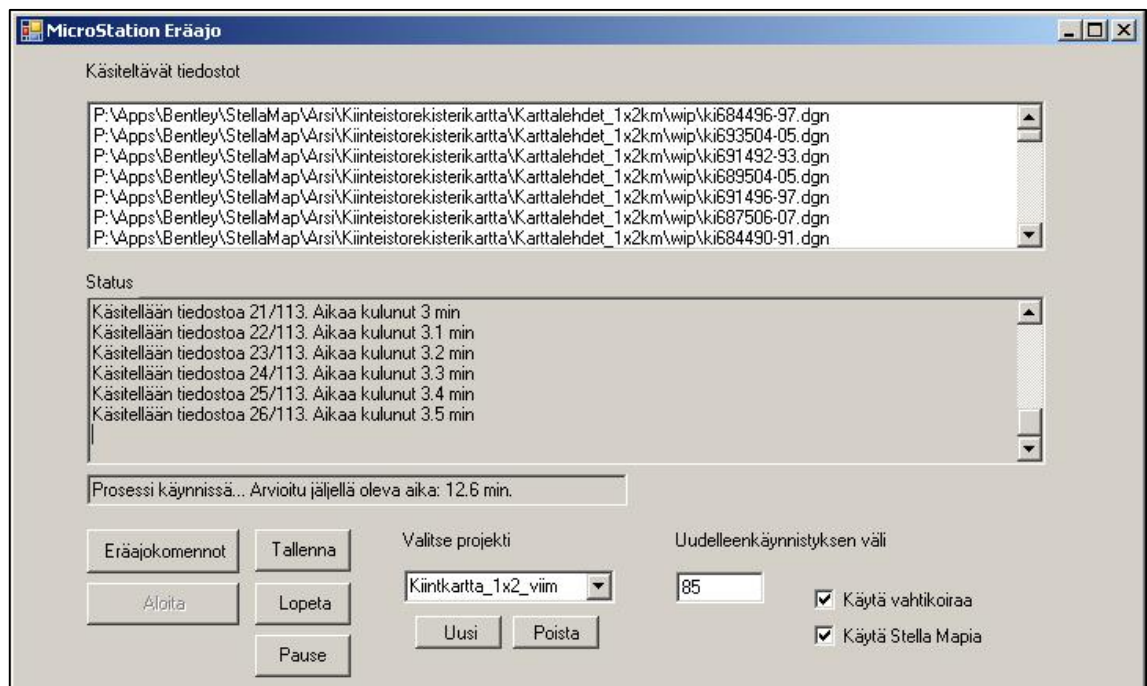 MicroStation Eräajo
Käsiteltävät tiedostot
P:\Apps\Bentley\StellaMap\Arsi\Kiinteistorekisterikartta\Karttalehdet_1x2km\wip\ki684496-97.dgn
P:\Apps\Bentley\StellaMap\Arsi\Kiinteistorekisterikartta\Karttalehdet_1x2km\wip\ki693504-05.dgn
P:\Apps\Bentley\StellaMap\Arsi\Kiinteistorekisterikartta\Karttalehdet_1x2km\wip\ki691492-93.dgn
P:\Apps\Bentley\StellaMap\Arsi\Kiinteistorekisterikartta\Karttalehdet_1x2km\wip\ki689504-05.dgn
P:\Apps\Bentley\StellaMap\Arsi\Kiinteistorekisterikartta\Karttalehdet_1x2km\wip\ki691496-97.dgn
P:\Apps\Bentley\StellaMap\Arsi\Kiinteistorekisterikartta\Karttalehdet_1x2km\wip\ki687506-07.dgn
P:\Apps\Bentley\StellaMap\Arsi\Kiinteistorekisterikartta\Karttalehdet_1x2km\wip\ki684490-91.dgn
Status
Käsitellään tiedostoa 21/113. Aikaa kulunut 3 min
Käsitellään tiedostoa 22/113. Aikaa kulunut 3.1 min
Käsitellään tiedostoa 23/113. Aikaa kulunut 3.2 min
Käsitellään tiedostoa 24/113. Aikaa kulunut 3.3 min
Käsitellään tiedostoa 25/113. Aikaa kulunut 3.4 min
Käsitellään tiedostoa 26/113. Aikaa kulunut 3.5 min
Prosessi käynnissä... Arvioitu jäljellä oleva aika: 12.6 min.
Eräajokomennot
Tallenna
Valitse projekti
Uudelleenkäynnistyksen väli
Aloita
Lopeta
Kiintkartta_1x2_viim
85
Käytä vahtikoiraa
Uusi
Poista
Käytä Stella Mapia
Pause